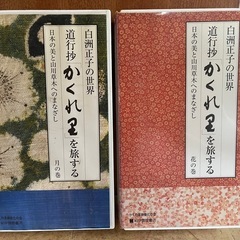 白洲正子の世界
道行抄
かくれ里を旅する
日本の美と山川草木へのまなざし
月の巻
白洲正子の世界
道行抄
かくれ里を旅する
日本の美と山川草木へのまなざし
花の巻